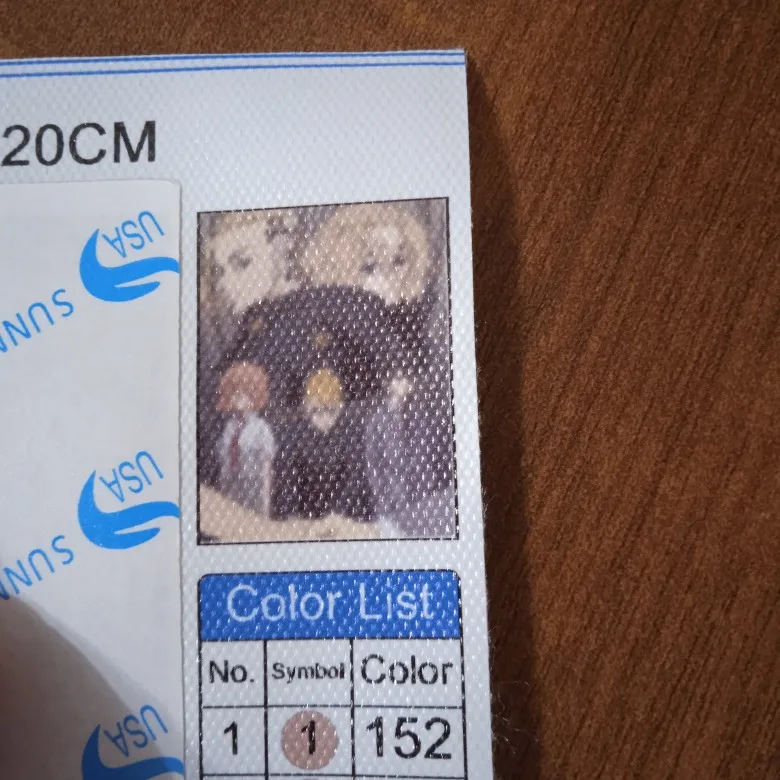 20CM
USA
SUNN
USA
SUNN
Color List
No. Symbol Color
1 1 152
USA